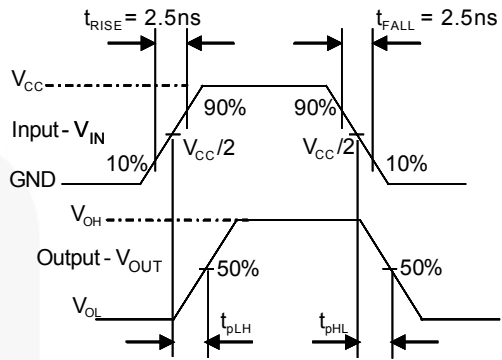 tRISE = 2.5ns
tFALL = 2.5ns
VCC
90%
90%
Input - VIN
VCC/2
VCC/2
10%
10%
GND
VOH
Output - VOUT
50%
50%
VOL
tpLH
tpHL